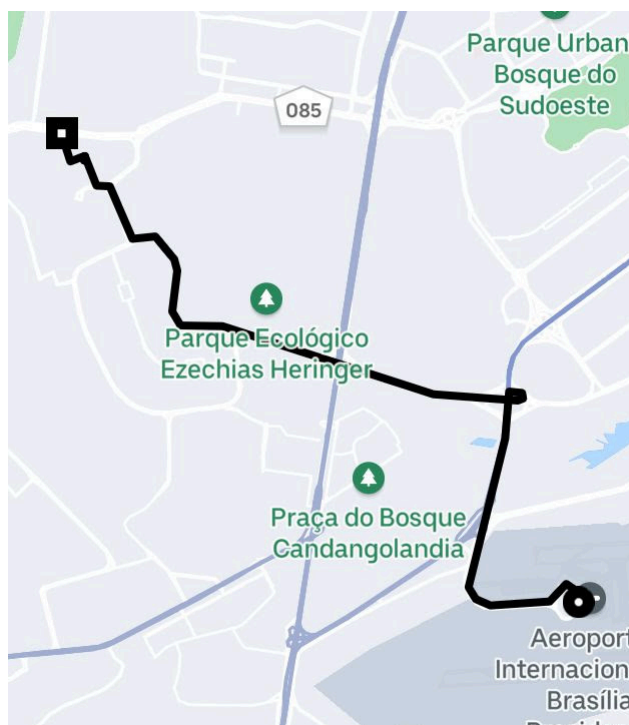 Parque Urban
Bosque do
Sudoeste
085
Parque Ecológico
Ezechias Heringer
Praça do Bosque
Candangolandia
Aeroport
Internacion
Brasília